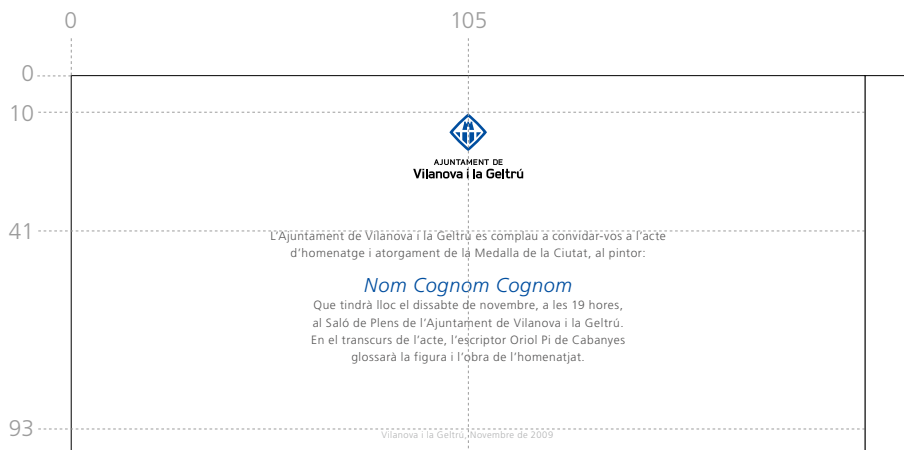 0 105
0
10
AJUNTAMENT DE
Vilanova i la Geltrú
41
L'Ajuntament de Vilanova i la Geltrú es complau a convidar-vos a l'acte
d'homenatge i atorgament de la Medalla de la Ciutat, al pintor:
Nom Cognom Cognom
Que tindrà lloc el dissabte de novembre, a les 19 hores,
al Saló de Plens de l'Ajuntament de Vilanova i la Geltrú.
En el transcurs de l'acte, l'escriptor Oriol Pi de Cabanyes
glossarà la figura i l'obra de l'homenatjat.
93
Vilanova i la Geltrú, Novembre de 2009